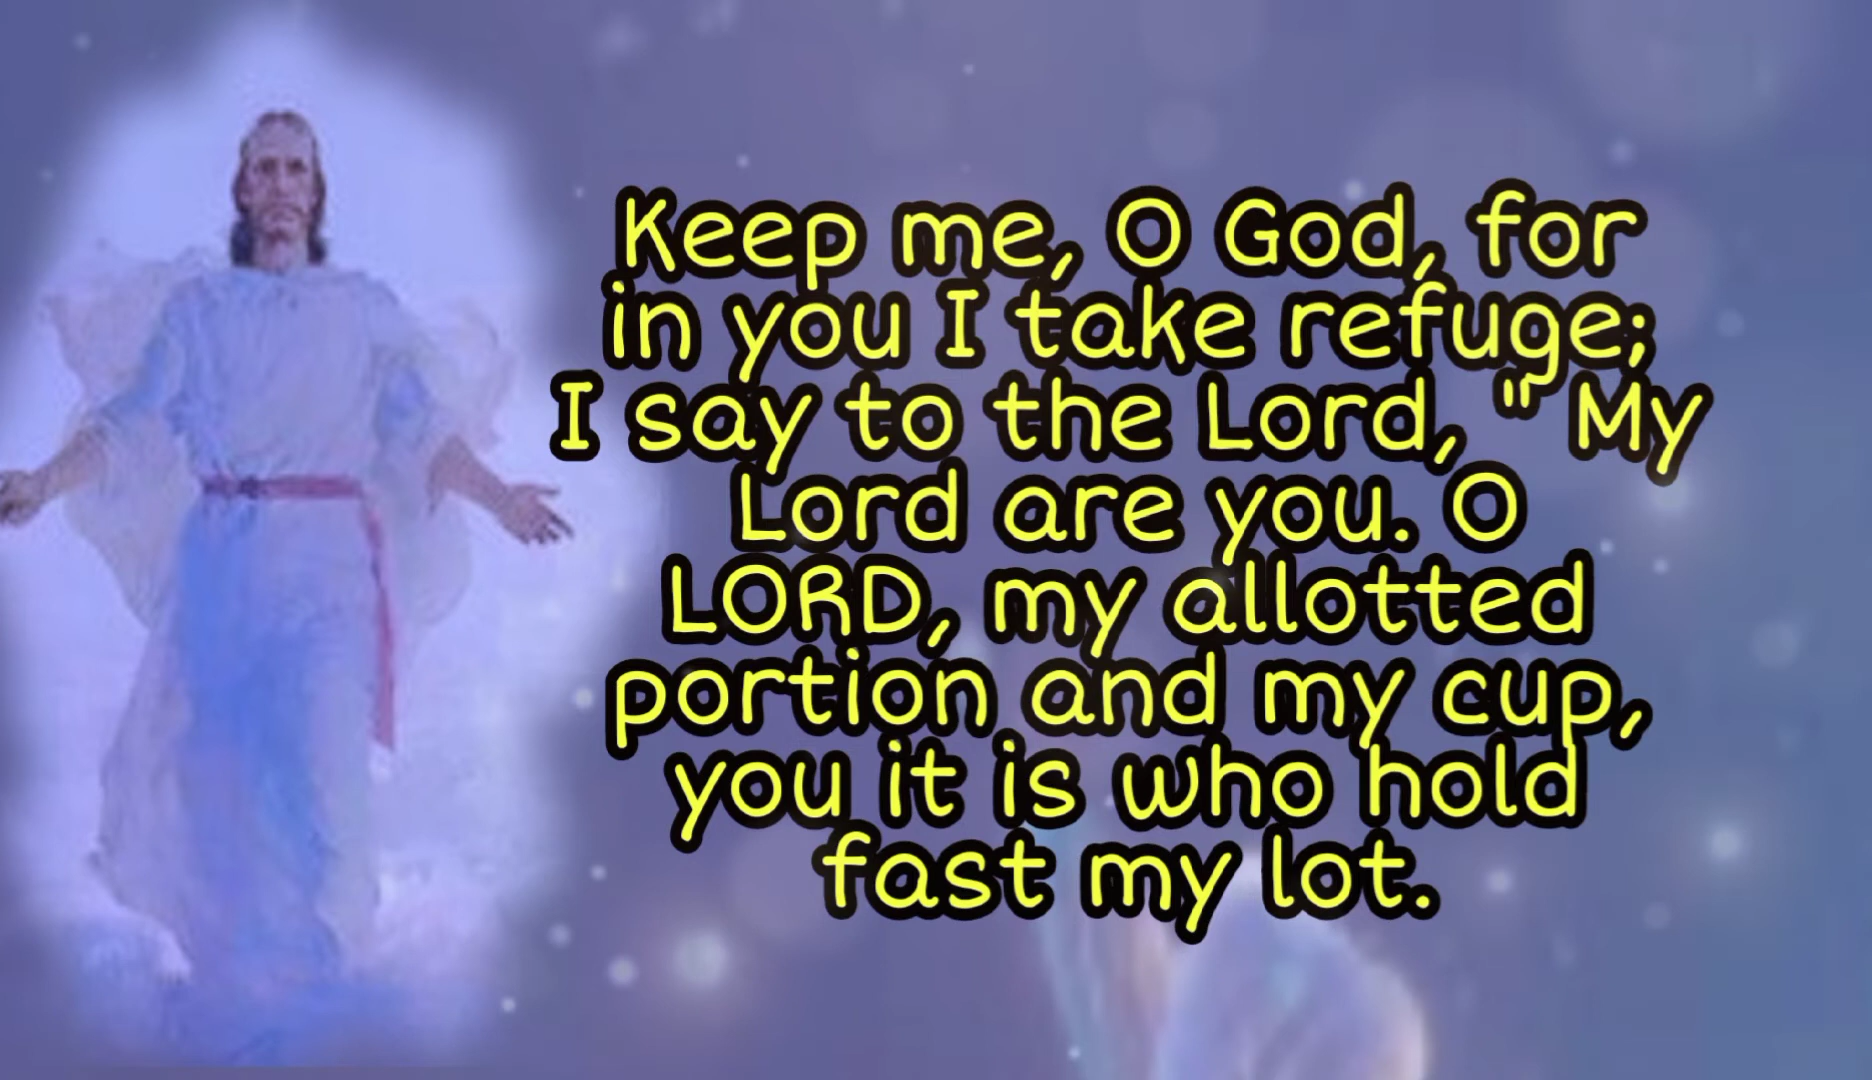 Keep me, O God, for
in you I take refuge;
I say to the Lord, " My
Lord are you. O
LORD, my allotted
portion and my cup,
you it is who hold
fast my lot.